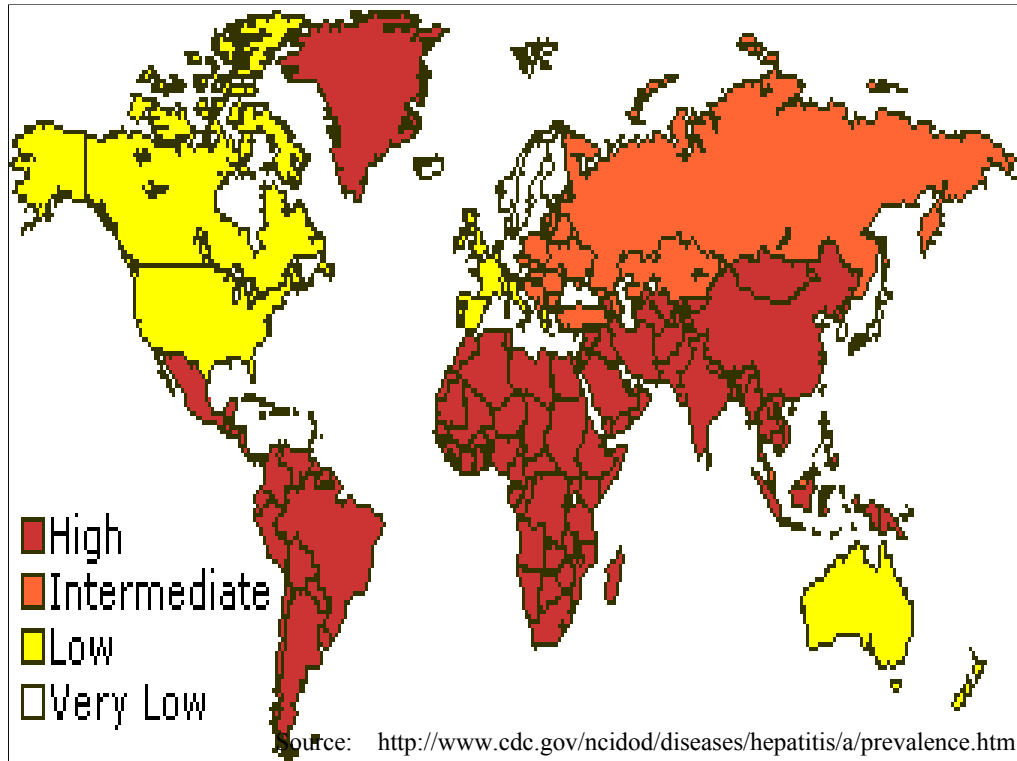 High
Intermediate
Low
Very Low
Source: http://www.cdc.gov/ncidod/diseases/hepatitis/a/prevalence.htm